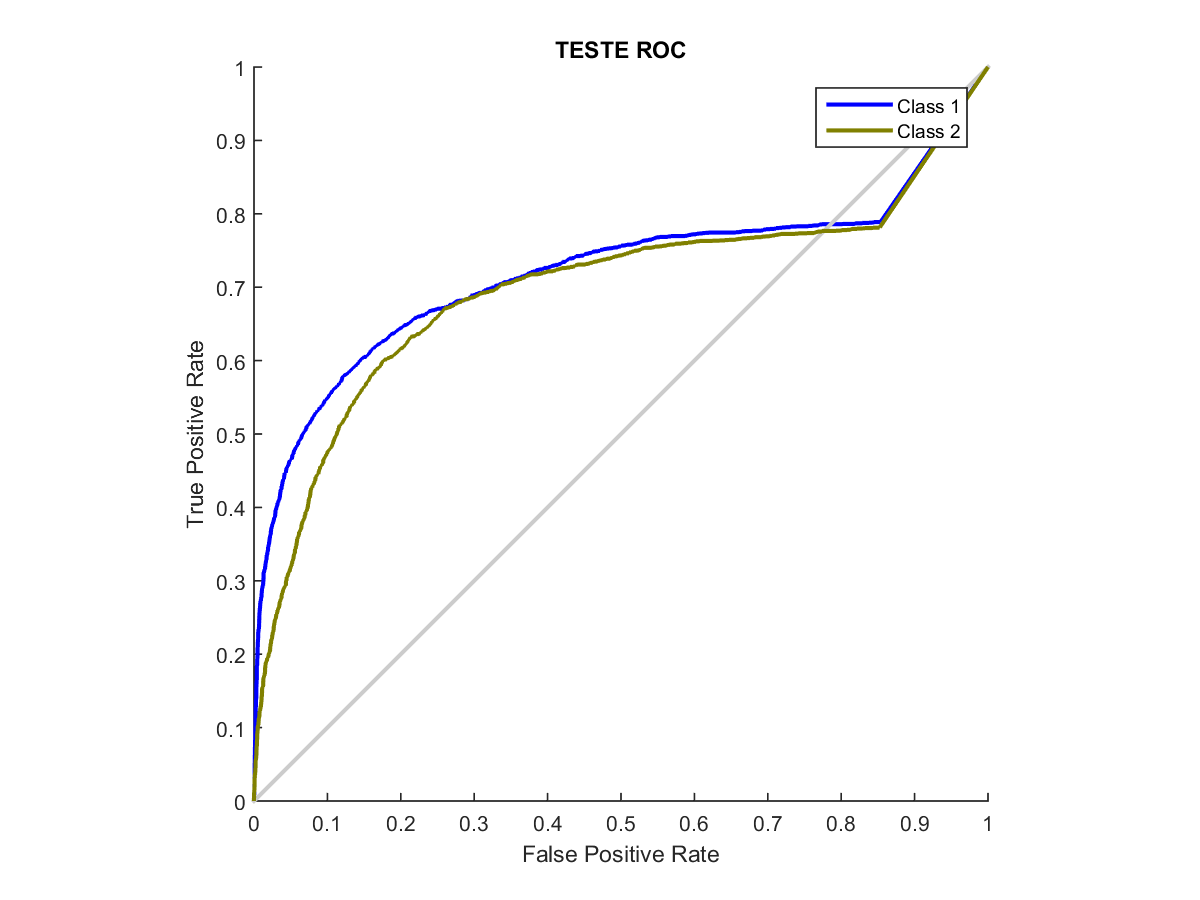 TESTE ROC
Class 1
Class 2
True Positive Rate
1
0.9
0.8
0.7
0.6
0.5
0.4
0.3
0.2
0.1
0
0 0.1 0.2 0.3 0.4 0.5 0.6 0.7 0.8 0.9 1
False Positive Rate